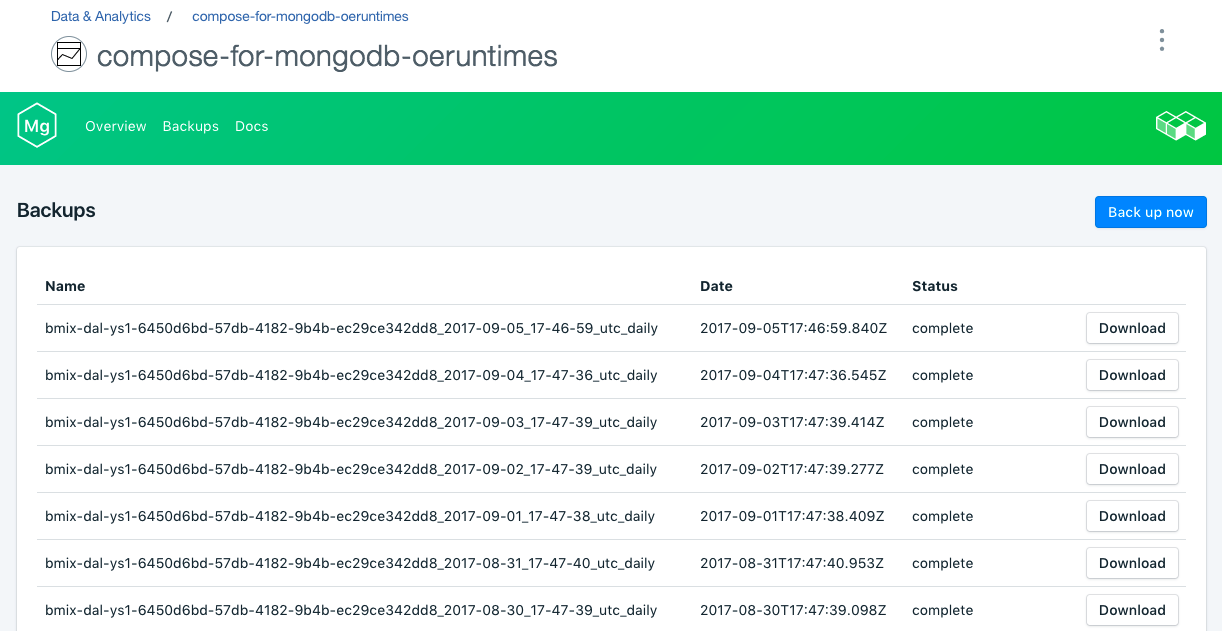 Data & Analytics / compose-for-mongodb-oeruntimes
compose-for-mongodb-oeruntimes
Mg Overview Backups Docs
Backups Back up now
Name Date Status
bmix-dal-ys1-6450d6bd-57db-4182-9b4b-ec29ce342dd8_2017-09-05_17-46-59_utc_daily 2017-09-05T17:46:59.840Z complete Download
bmix-dal-ys1-6450d6bd-57db-4182-9b4b-ec29ce342dd8_2017-09-04_17-47-36_utc_daily 2017-09-04T17:47:36.545Z complete Download
bmix-dal-ys1-6450d6bd-57db-4182-9b4b-ec29ce342dd8_2017-09-03_17-47-39_utc_daily 2017-09-03T17:47:39.414Z complete Download
bmix-dal-ys1-6450d6bd-57db-4182-9b4b-ec29ce342dd8_2017-09-02_17-47-39_utc_daily 2017-09-02T17:47:39.277Z complete Download
bmix-dal-ys1-6450d6bd-57db-4182-9b4b-ec29ce342dd8_2017-09-01_17-47-38_utc_daily 2017-09-01T17:47:38.409Z complete Download
bmix-dal-ys1-6450d6bd-57db-4182-9b4b-ec29ce342dd8_2017-08-31_17-47-40_utc_daily 2017-08-31T17:47:40.953Z complete Download
bmix-dal-ys1-6450d6bd-57db-4182-9b4b-ec29ce342dd8_2017-08-30_17-47-39_utc_daily 2017-08-30T17:47:39.098Z complete Download